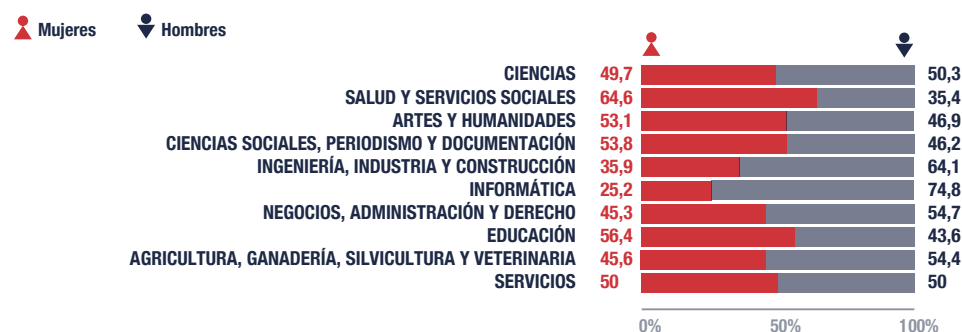 Mujeres Hombres
CIENCIAS 49,7 50,3
SALUD Y SERVICIOS SOCIALES 64,6 35,4
ARTES Y HUMANIDADES 53,1 46,9
CIENCIAS SOCIALES, PERIODISMO Y DOCUMENTACIÓN 53,8 46,2
INGENIERÍA, INDUSTRIA Y CONSTRUCCIÓN 35,9 64,1
INFORMÁTICA 25,2 74,8
NEGOCIOS, ADMINISTRACIÓN Y DERECHO 45,3 54,7
EDUCACIÓN 56,4 43,6
AGRICULTURA, GANADERÍA, SILVICULTURA Y VETERINARIA 45,6 54,4
SERVICIOS 50 50
0% 50% 100%